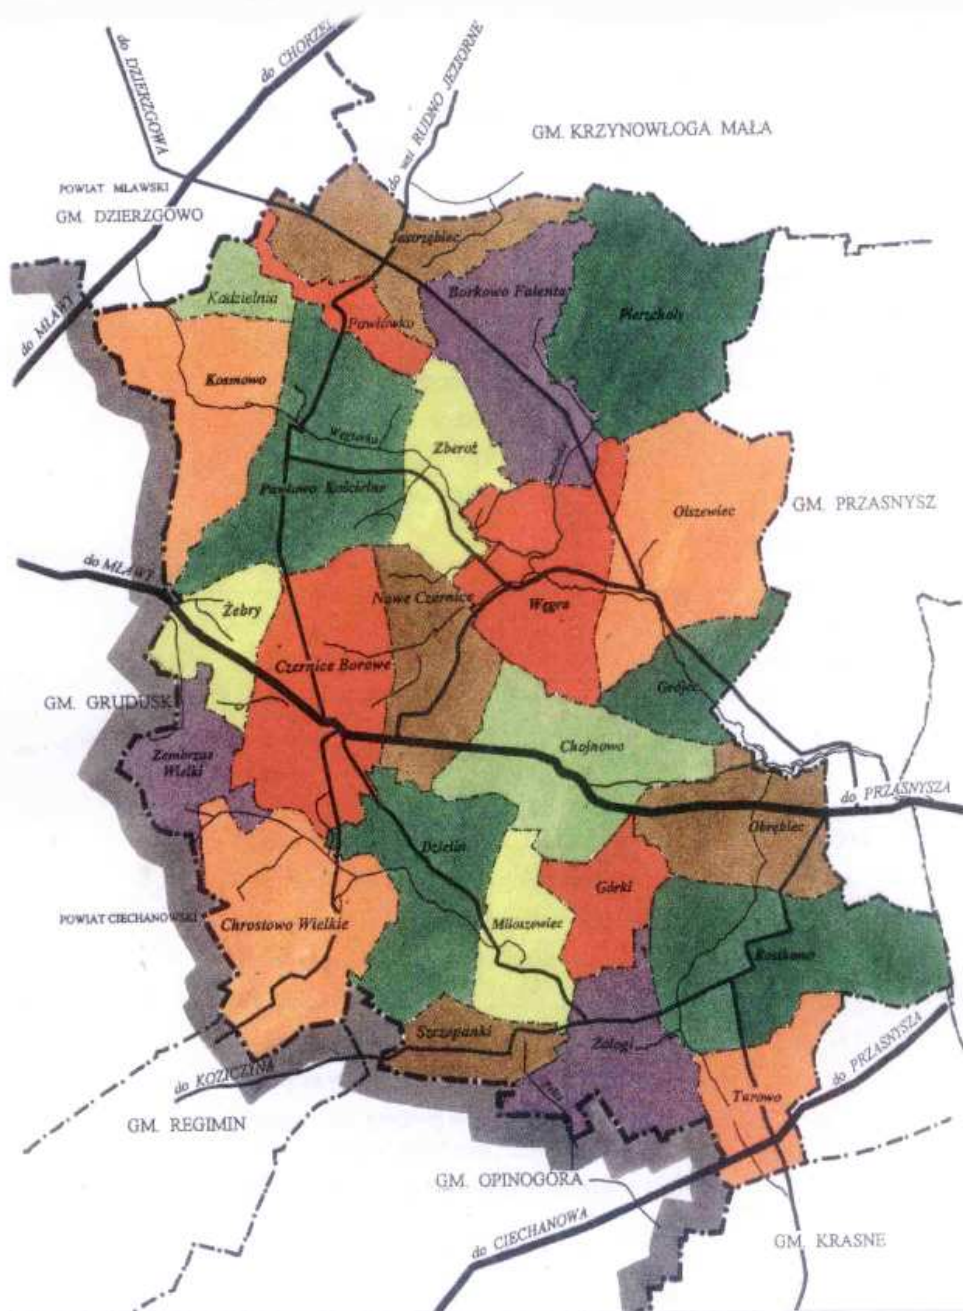 do DZIERZGOWA
do CHORZEL
do wsi RUDNO JEZIORNE
GM. KRZYNOWŁOGA MAŁA
POWIAT MŁAWSKI
GM. DZIERZGOWO
Jastrzębiec
Kadzielnia
Borkowo Falenta
Pierzchały
do MŁAWY
Pawłówko
Kosmowo
Węgierka
Zberoż
Pawłowo Kościelne
Olszewiec
GM. PRZASNYSZ
do MŁAWY
Żebry
Nowe Czernice
Węgra
Czernice Borowe
Grójec
GM. GRUDUSK
Chojnowo
Zembrzus
Wielki
do PRZASNYSZA
Obrębiec
Dzielin
Górki
POWIAT CIECHANOWSKI
Chrostowo Wielkie
Miłoszewiec
Rostkowo
Szczepanki
Załogi
do PRZASNYSZA
do KOZICZYNA
Turowo
GM. REGIMIN
GM. OPINOGÓRA
do CIECHANOWA
GM. KRASNE